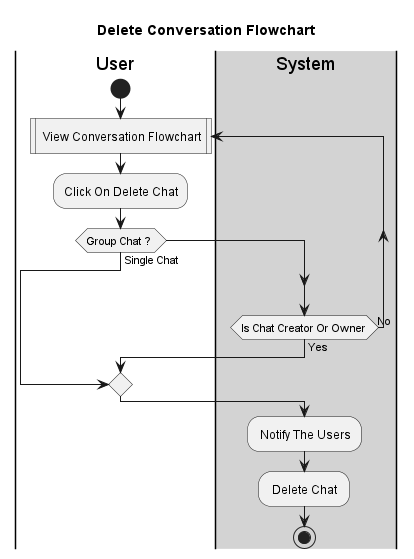 Delete Conversation Flowchart
User
System
View Conversation Flowchart
Click On Delete Chat
Group Chat ?
Single Chat
Is Chat Creator Or Owner
No
Yes
Notify The Users
Delete Chat